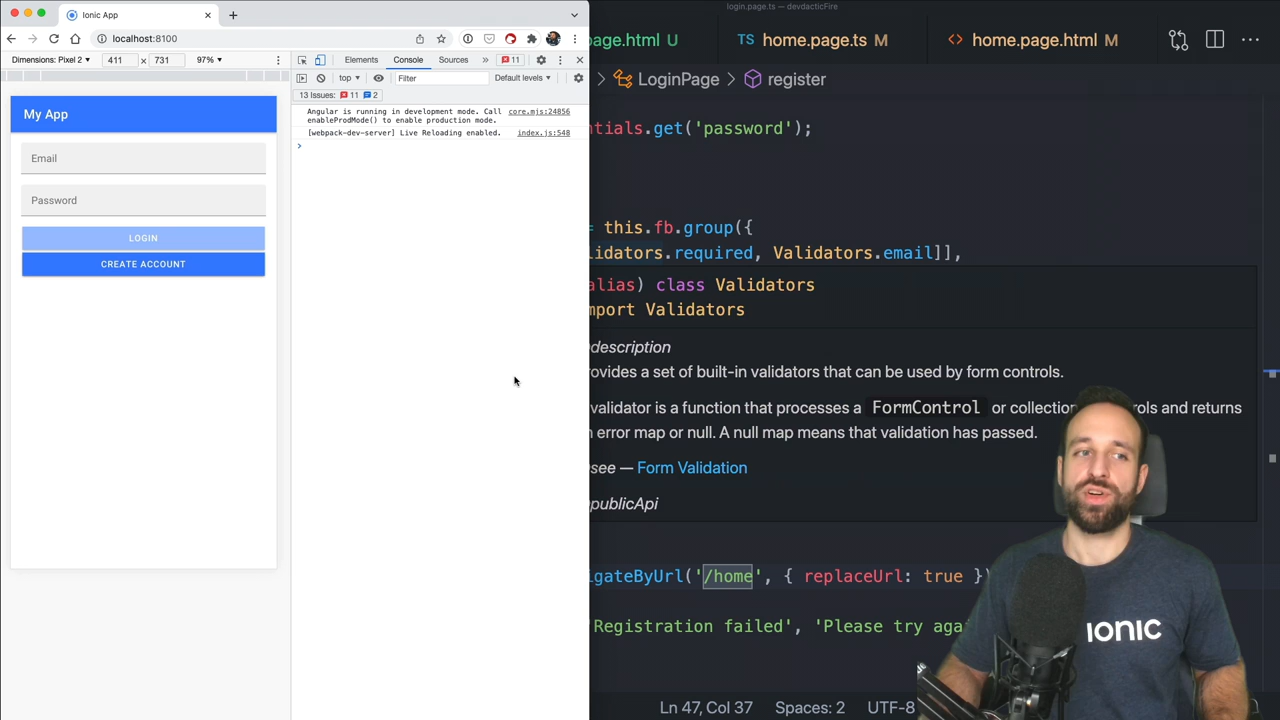 Ionic App
localhost:8100
Dimensions: Pixel 2 411 x 731 97%
Elements Console Sources 11
top Filter Default levels
13 Issues: 11 2
Angular is running in development mode. Call core.mjs:24856
enableProdMode() to enable production mode.
[webpack-dev-server] Live Reloading enabled. index.js:548
My App
Email
Password
LOGIN
CREATE ACCOUNT
login.page.ts — devdacticFire
page.html U TS home.page.ts M home.page.html M
LoginPage register
ntials.get('password');
= this.fb.group({
lidators.required, Validators.email]],
alias) class Validators
mport Validators
description
ovides a set of built-in validators that can be used by form controls.
validator is a function that processes a FormControl or collection rols and returns
n error map or null. A null map means that validation has passed.
see — Form Validation
publicApi
igateByUrl('/home', { replaceUrl: true })
'Registration failed', 'Please try aga
IONIC
Ln 47, Col 37 Spaces: 2 UTF-8